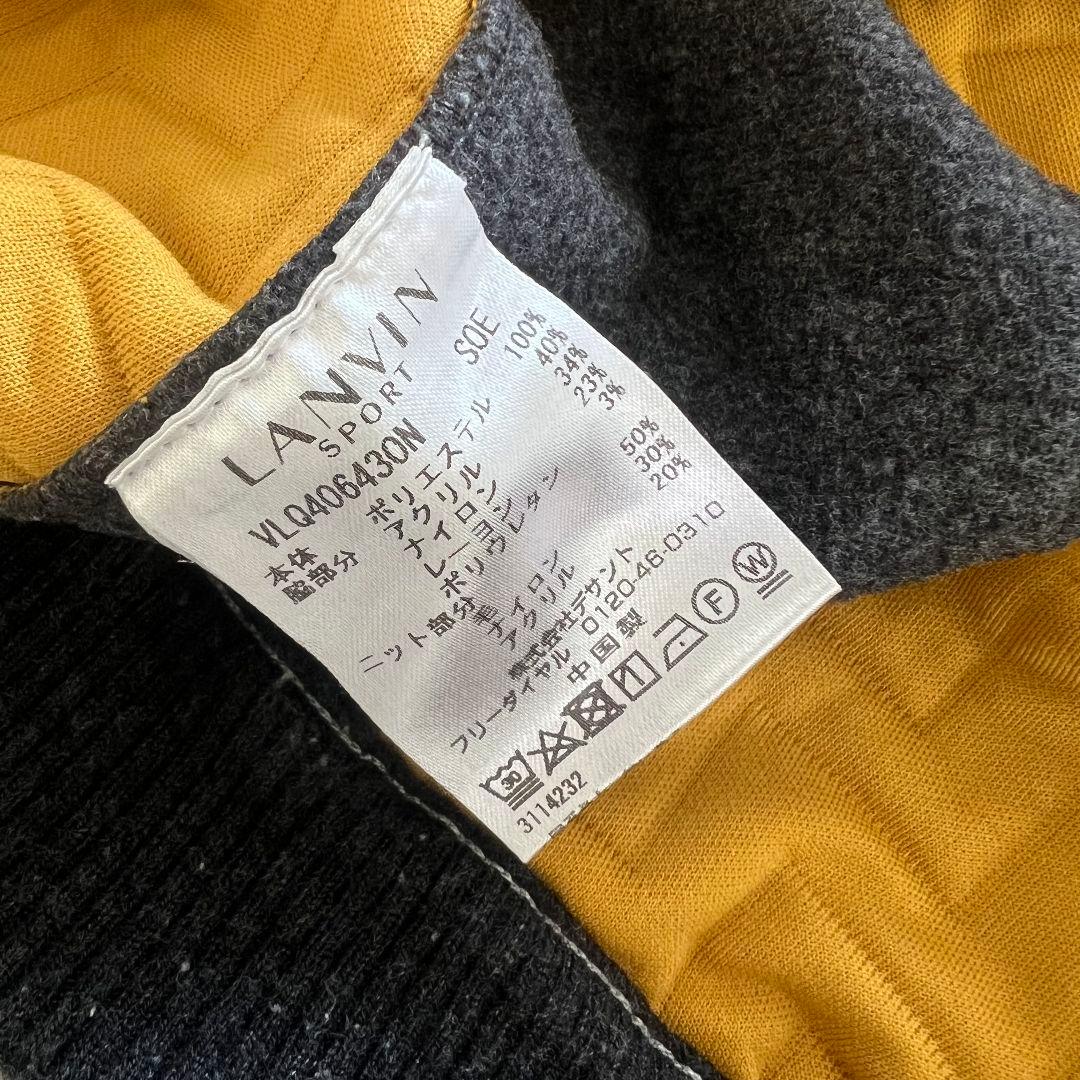 LANVIN
SPORT
VLQ40643ON SOE
本体 ポリエステル 100%
脇部分 アクリル 40%
ナイロン 34%
レーヨン 23%
ポリウレタン 3%
ニット部分 毛 50%
ナイロン 30%
アクリル 20%
株式会社デサント
フリーダイヤル 0120-46-0310
中国製
30 F W
3114232